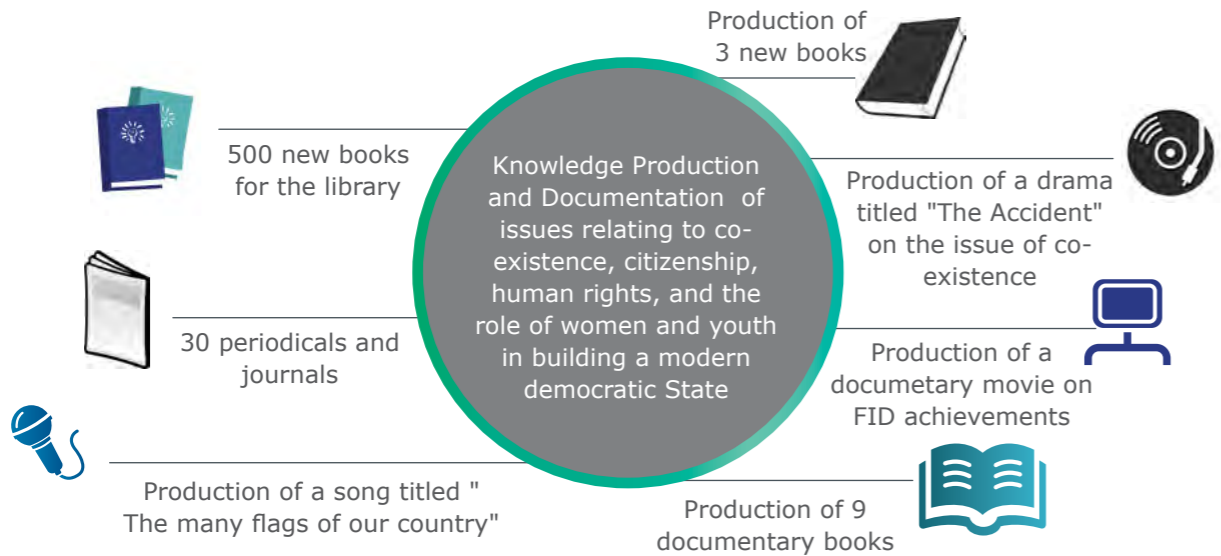 Production of
3 new books
500 new books
for the library
Knowledge Production
and Documentation of
issues relating to co-
existence, citizenship,
human rights, and the
role of women and youth
in building a modern
democratic State
Production of a drama
titled "The Accident"
on the issue of co-
existence
30 periodicals and
journals
Production of a
documetary movie on
FID achievements
Production of a song titled "
The many flags of our country"
Production of 9
documentary books